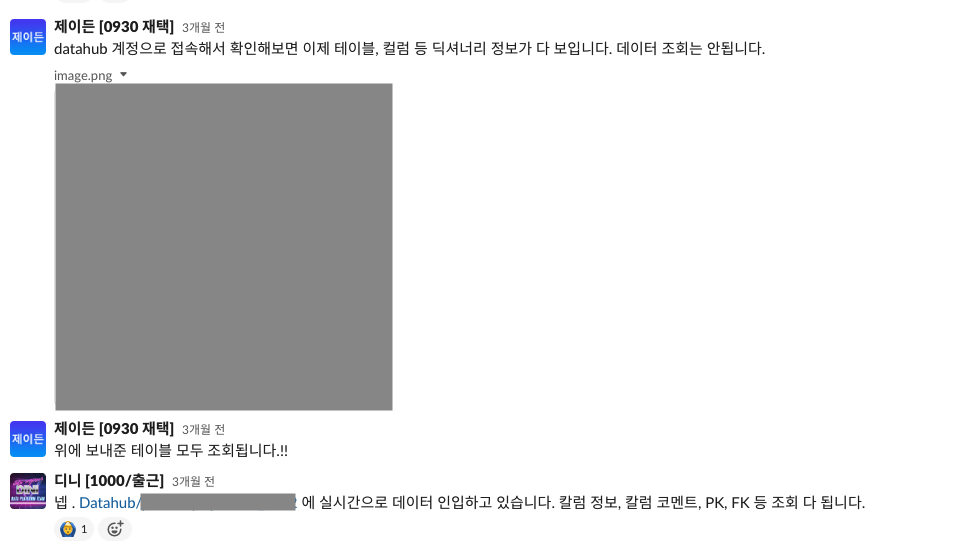 제이든
제이든 [0930 재택] 3개월 전
datahub 계정으로 접속해서 확인해보면 이제 테이블, 컬럼 등 딕셔너리 정보가 다 보입니다. 데이터 조회는 안됩니다.
image.png
제이든
제이든 [0930 재택] 3개월 전
위에 보내준 테이블 모두 조회됩니다.!!
디니 [1000/출근] 3개월 전
넵 . Datahub/ 에 실시간으로 데이터 인입하고 있습니다. 칼럼 정보, 칼럼 코멘트, PK, FK 등 조회 다 됩니다.
1